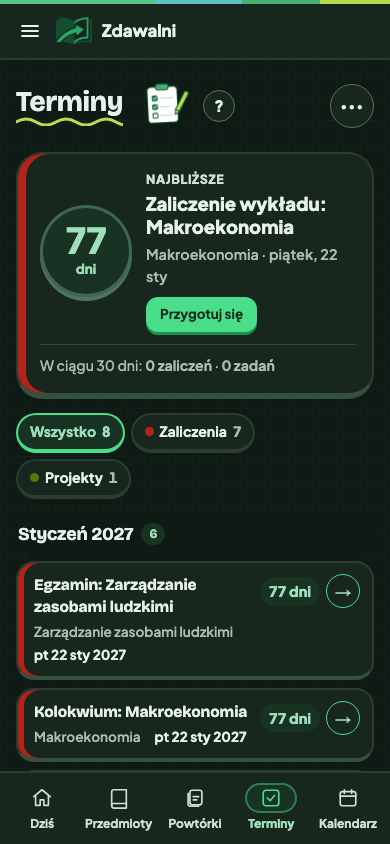 Zdawalni
Terminy
?
77
dni
NAJBLIŻSZE
Zaliczenie wykładu:
Makroekonomia
Makroekonomia · piątek, 22
sty
Przygotuj się
W ciągu 30 dni: 0 zaliczeń · 0 zadań
Wszystko 8
Zaliczenia 7
Projekty 1
Styczeń 2027 6
Egzamin: Zarządzanie
zasobami ludzkimi
Zarządzanie zasobami ludzkimi
pt 22 sty 2027
77 dni
→
Kolokwium: Makroekonomia
Makroekonomia pt 22 sty 2027
77 dni
→
Dziś Przedmioty Powtórki Terminy Kalendarz